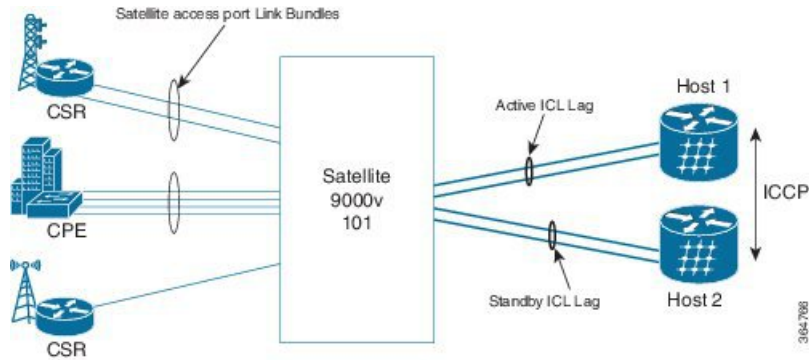 Satellite access port Link Bundles
CSR
CPE
CSR
Satellite
9000v
101
Active ICL Lag
Standby ICL Lag
Host 1
ICCP
Host 2
364766